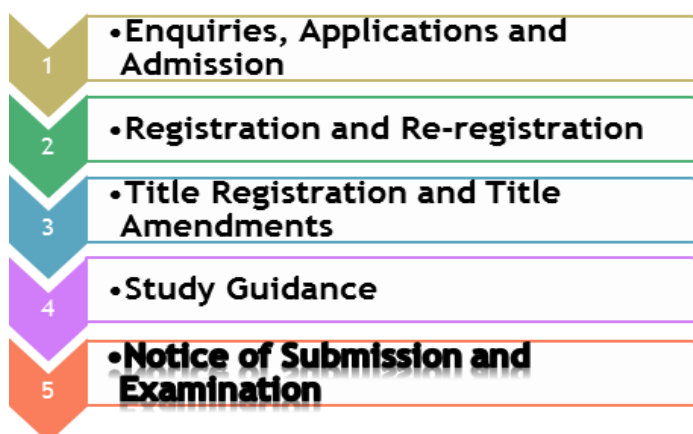 1
•Enquiries, Applications and
Admission
2
•Registration and Re-registration
3
•Title Registration and Title
Amendments
4
•Study Guidance
5
•Notice of Submission and
Examination